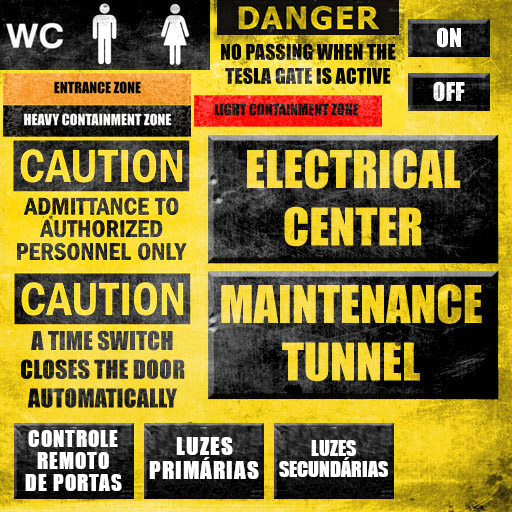 WC
DANGER
NO PASSING WHEN THE
TESLA GATE IS ACTIVE
ON
OFF
ENTRANCE ZONE
HEAVY CONTAINMENT ZONE
LIGHT CONTAINMENT ZONE
CAUTION
ADMITTANCE TO
AUTHORIZED
PERSONNEL ONLY
ELECTRICAL
CENTER
CAUTION
A TIME SWITCH
CLOSES THE DOOR
AUTOMATICALLY
MAINTENANCE
TUNNEL
CONTROLE
REMOTO
DE PORTAS
LUZES
PRIMÁRIAS
LUZES
SECUNDÁRIAS